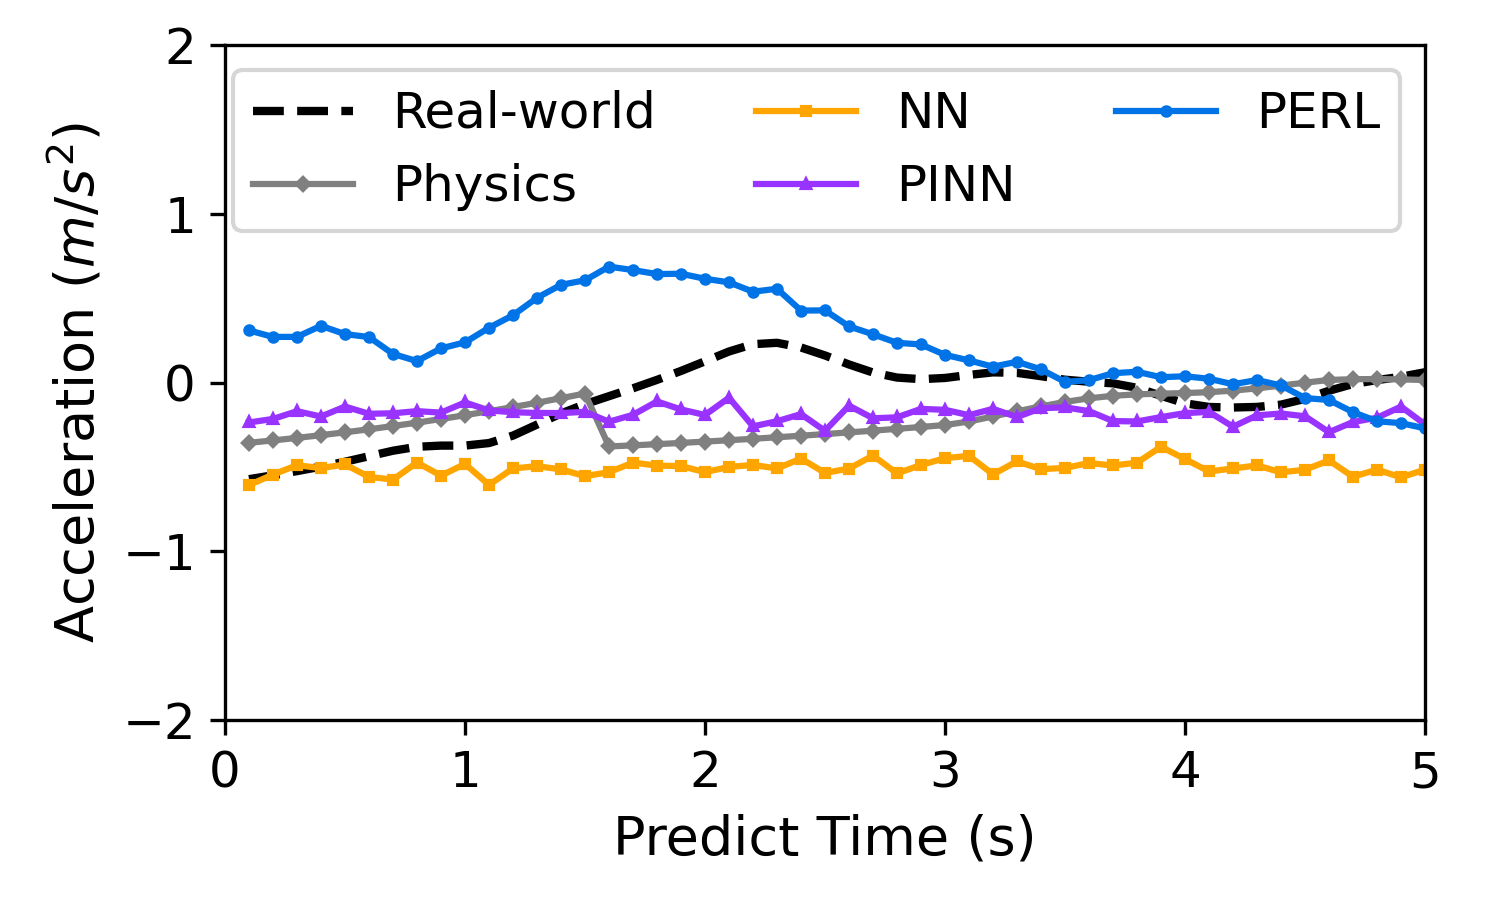 2
1
0
−1
−2
Acceleration (m/s²)
Real-world
Physics
NN
PINN
PERL
0 1 2 3 4 5
Predict Time (s)